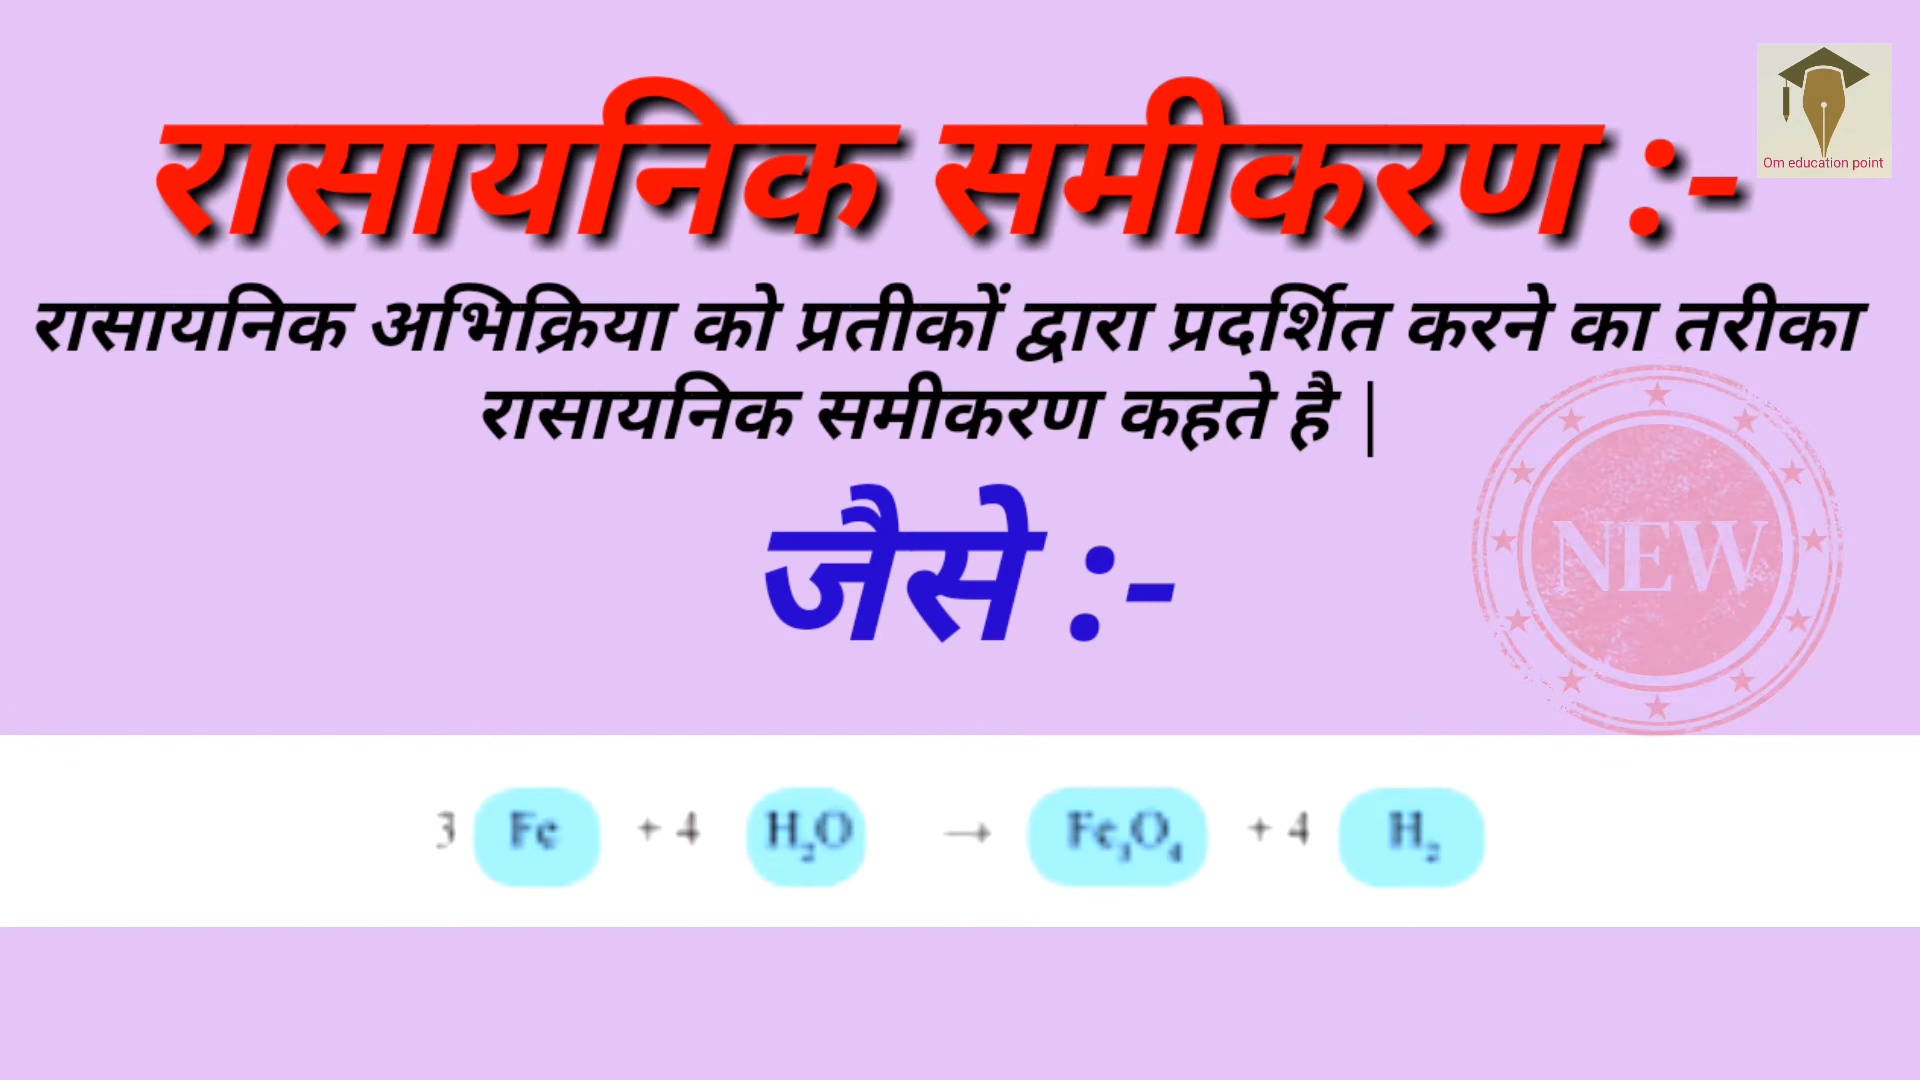 रासायनिक समीकरण :-
Om education point
रासायनिक अभिक्रिया को प्रतीकों द्वारा प्रदर्शित करने का तरीका
रासायनिक समीकरण कहते है |
जैसे :-
NEW
3 Fe + 4 H₂O → Fe₃O₄ + 4 H₂